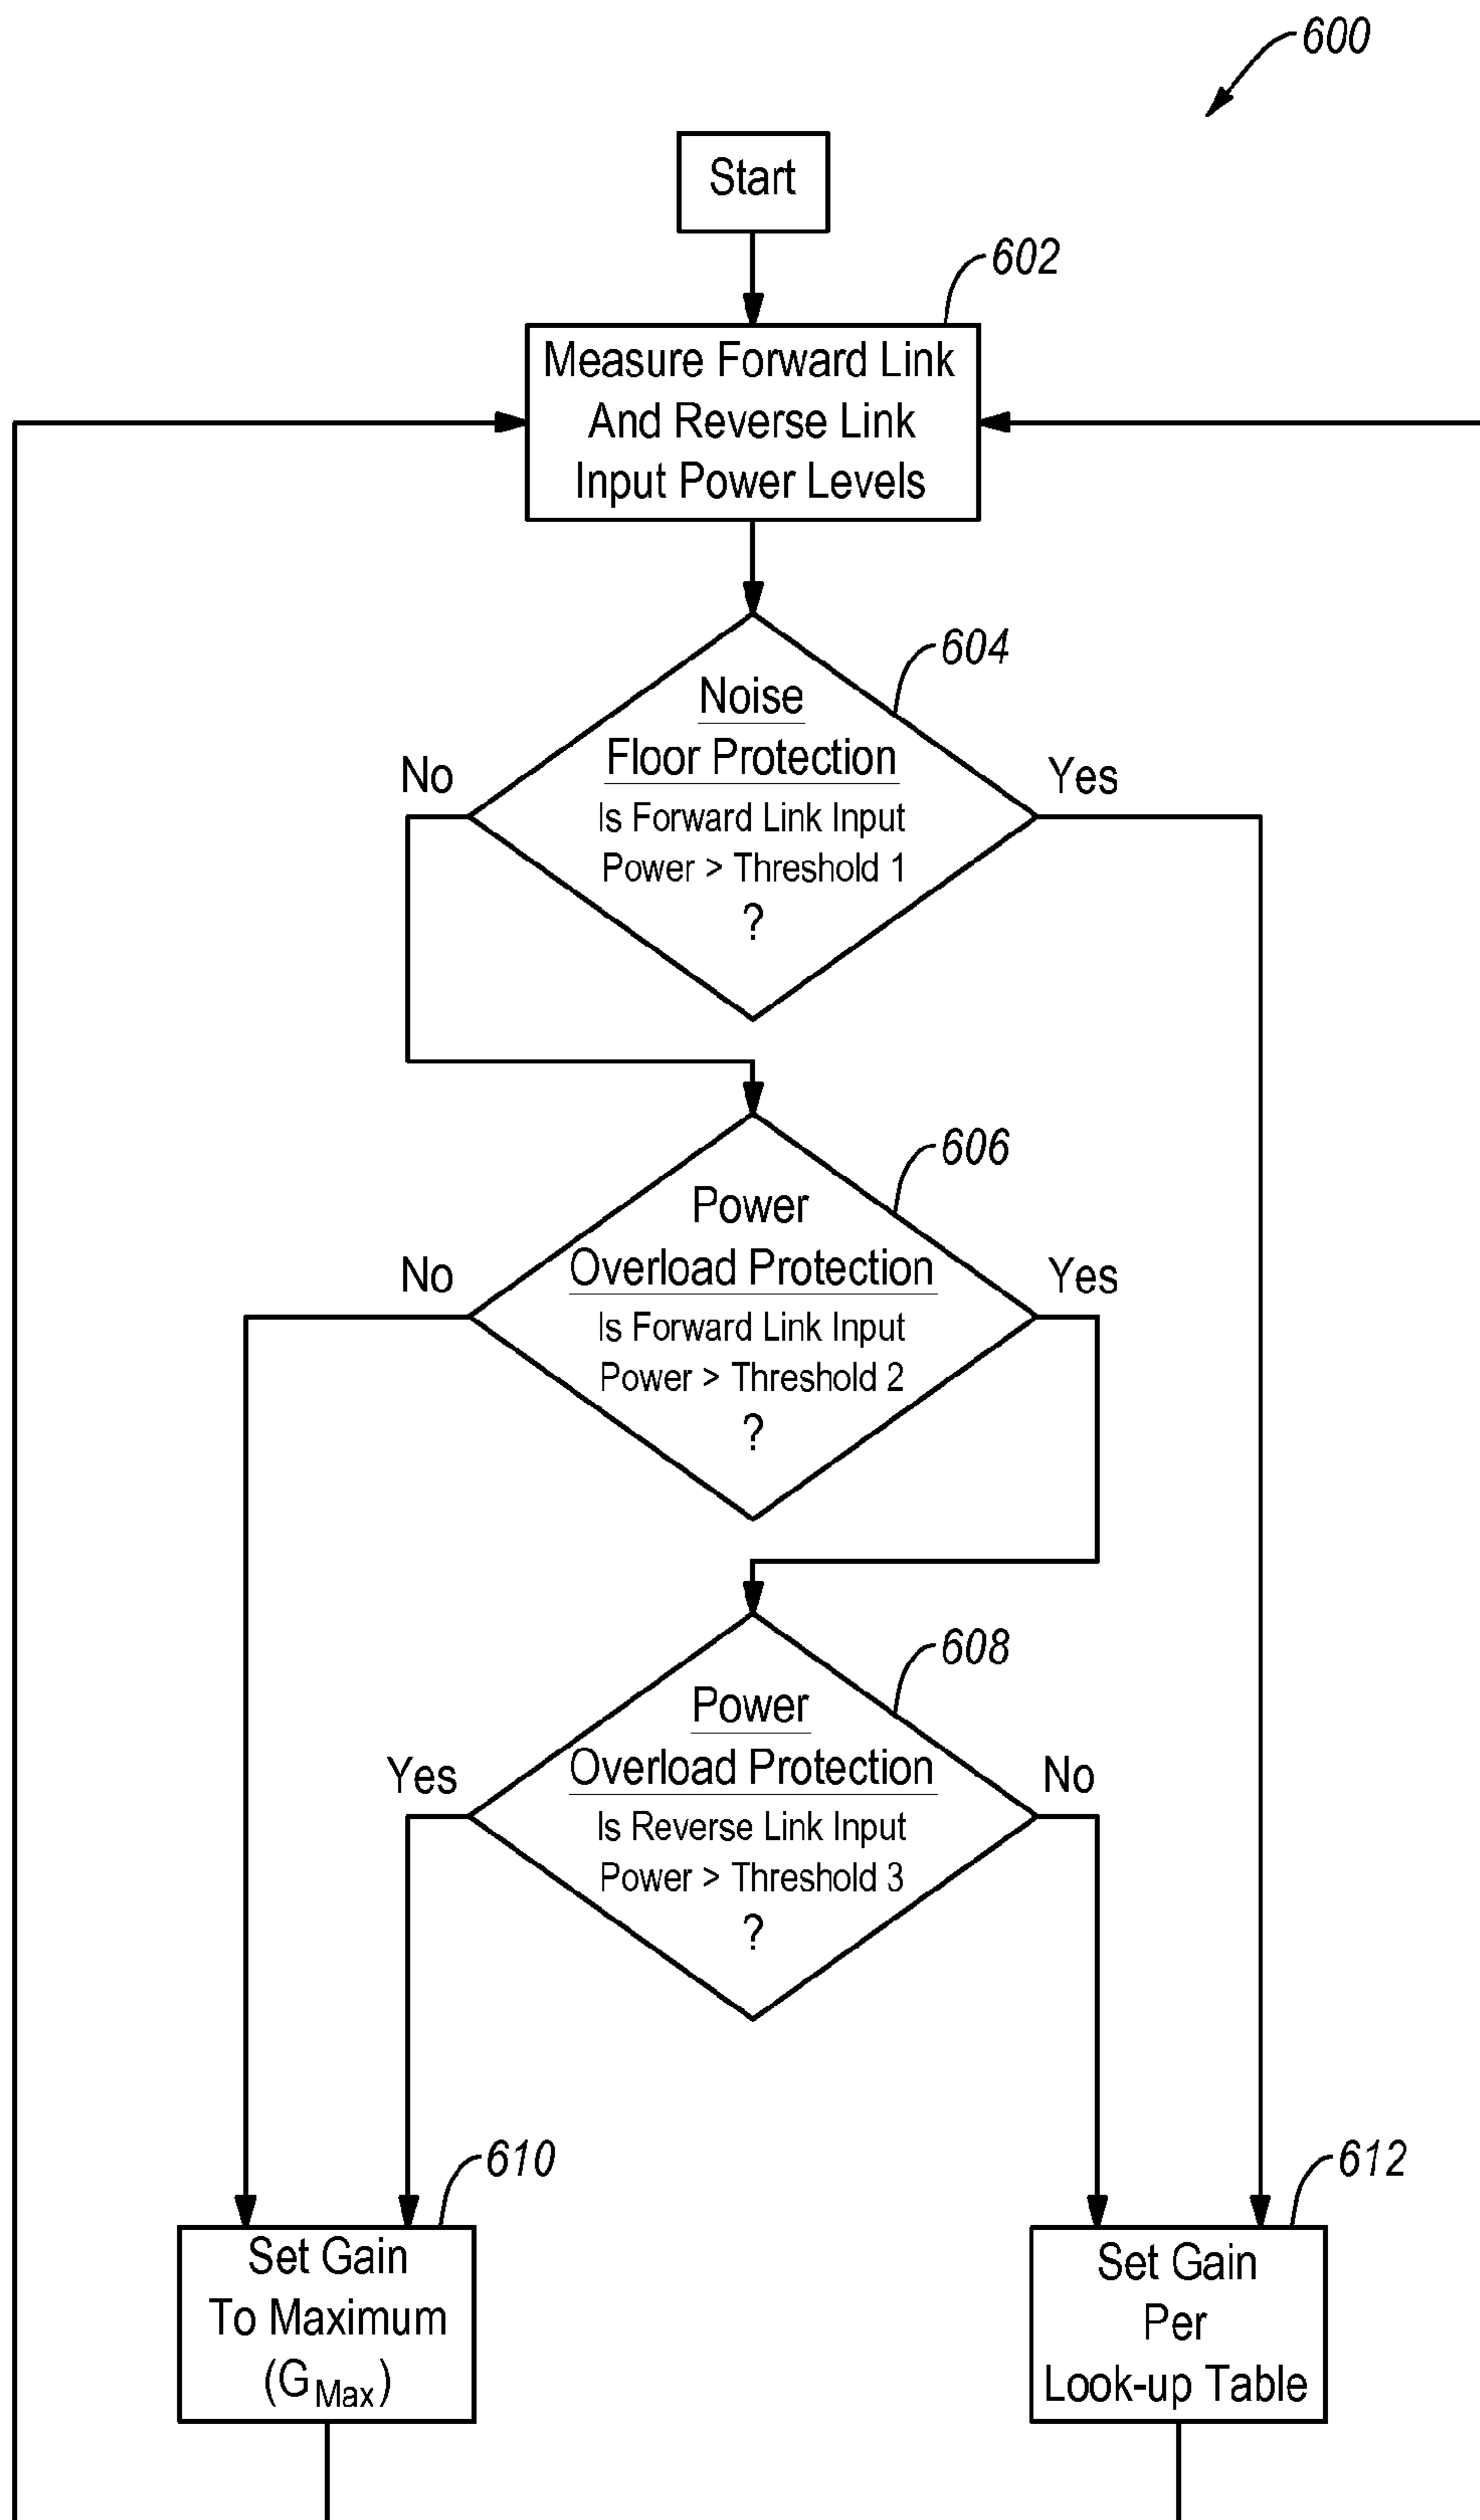 600
Start
602
Measure Forward Link
And Reverse Link
Input Power Levels
604
Noise
Floor Protection
Is Forward Link Input
Power > Threshold 1
?
No
Yes
606
Power
Overload Protection
Is Forward Link Input
Power > Threshold 2
?
No
Yes
608
Power
Overload Protection
Is Reverse Link Input
Power > Threshold 3
?
Yes
No
610
Set Gain
To Maximum
(GMax)
612
Set Gain
Per
Look-up Table